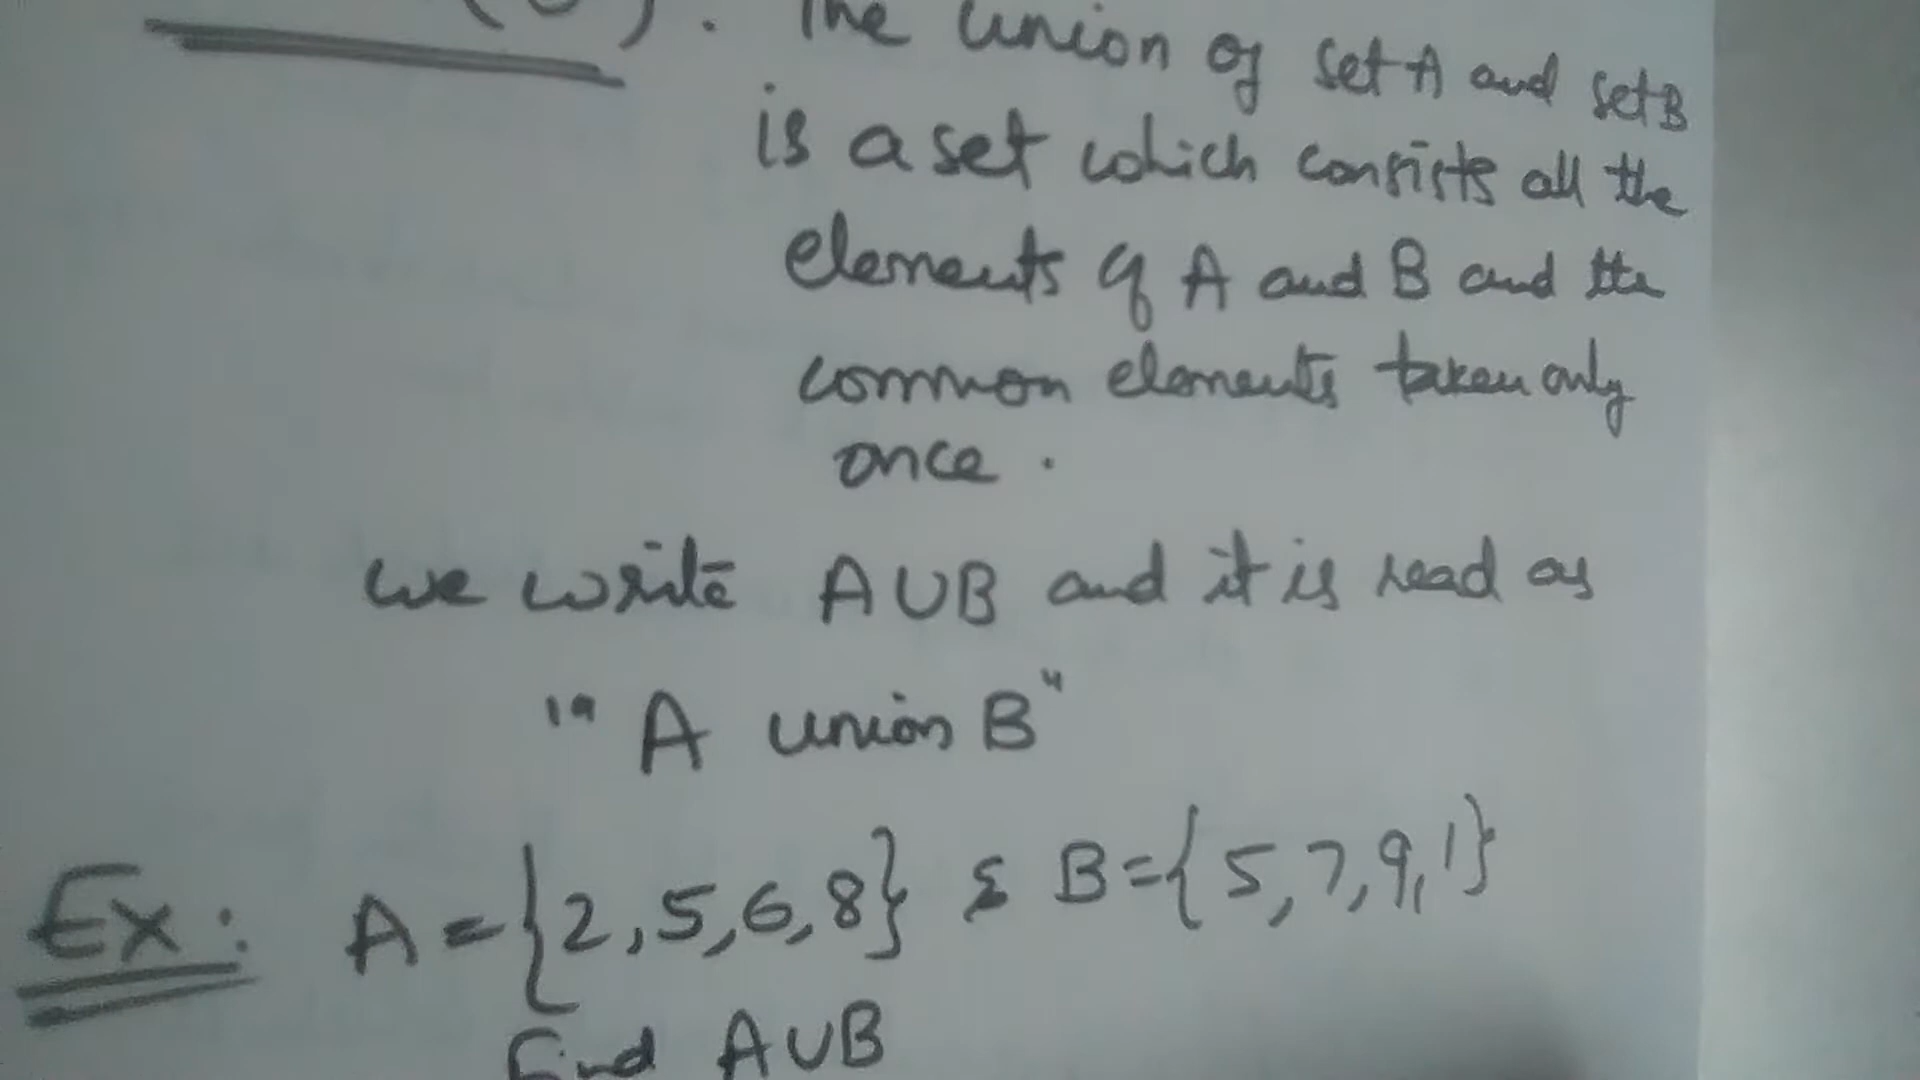 (U). The union of set A and set B
is a set which consists all the
elements of A and B and the
common elements taken only
once.
we write A∪B and it is read as
"A union B"
Ex: A={2,5,6,8} & B={5,7,9,1}
Find A∪B